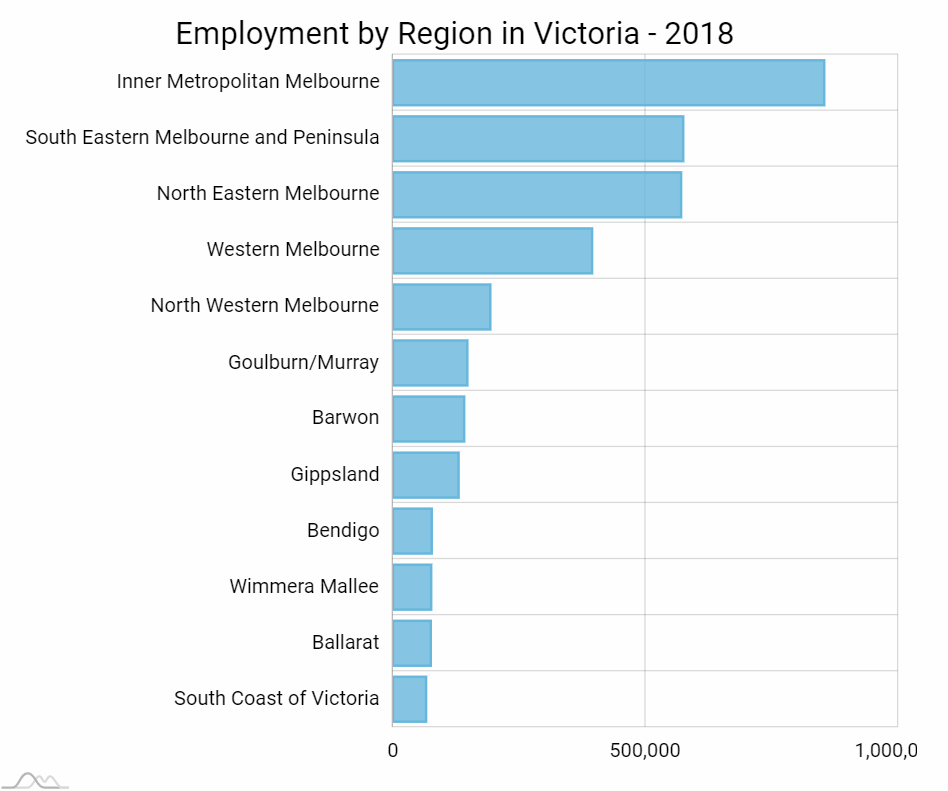 Employment by Region in Victoria - 2018
Inner Metropolitan Melbourne
South Eastern Melbourne and Peninsula
North Eastern Melbourne
Western Melbourne
North Western Melbourne
Goulburn/Murray
Barwon
Gippsland
Bendigo
Wimmera Mallee
Ballarat
South Coast of Victoria
0 500,000 1,000,0